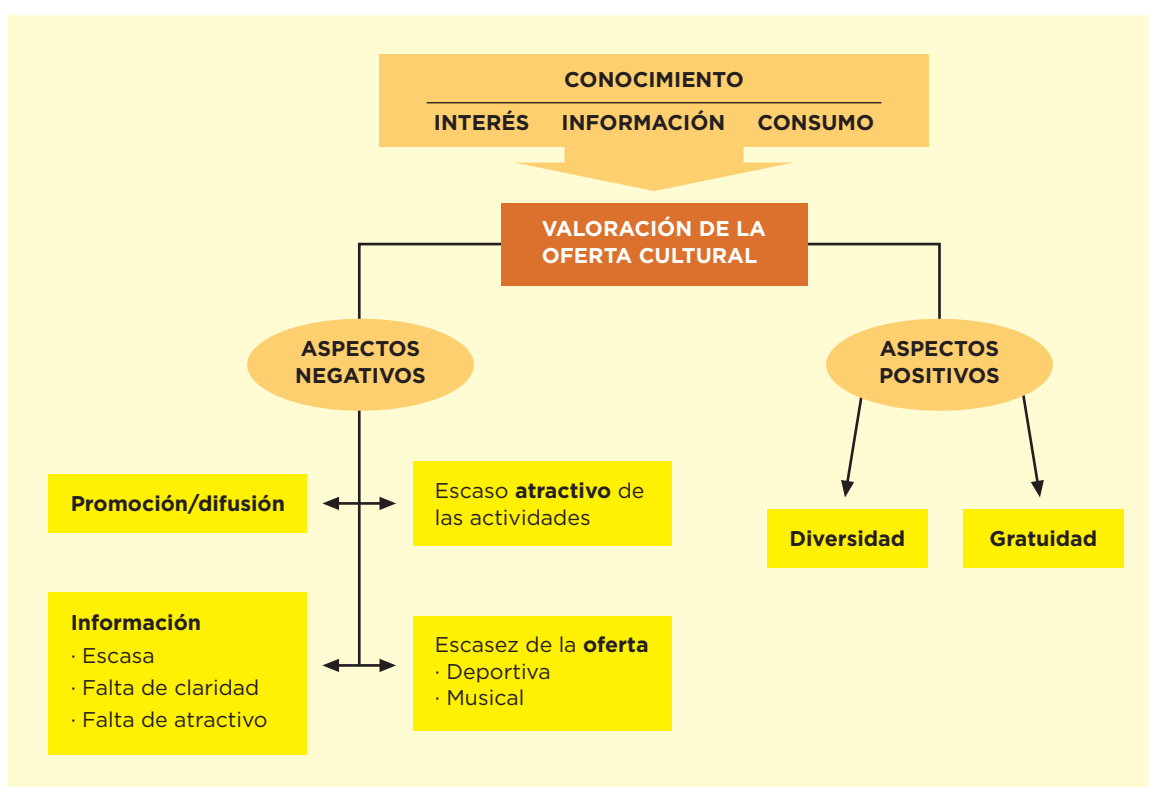 CONOCIMIENTO
INTERÉS INFORMACIÓN CONSUMO
VALORACIÓN DE LA
OFERTA CULTURAL
ASPECTOS
NEGATIVOS
ASPECTOS
POSITIVOS
Promoción/difusión
Escaso atractivo de
las actividades
Diversidad
Gratuidad
Información
· Escasa
· Falta de claridad
· Falta de atractivo
Escasez de la oferta
· Deportiva
· Musical